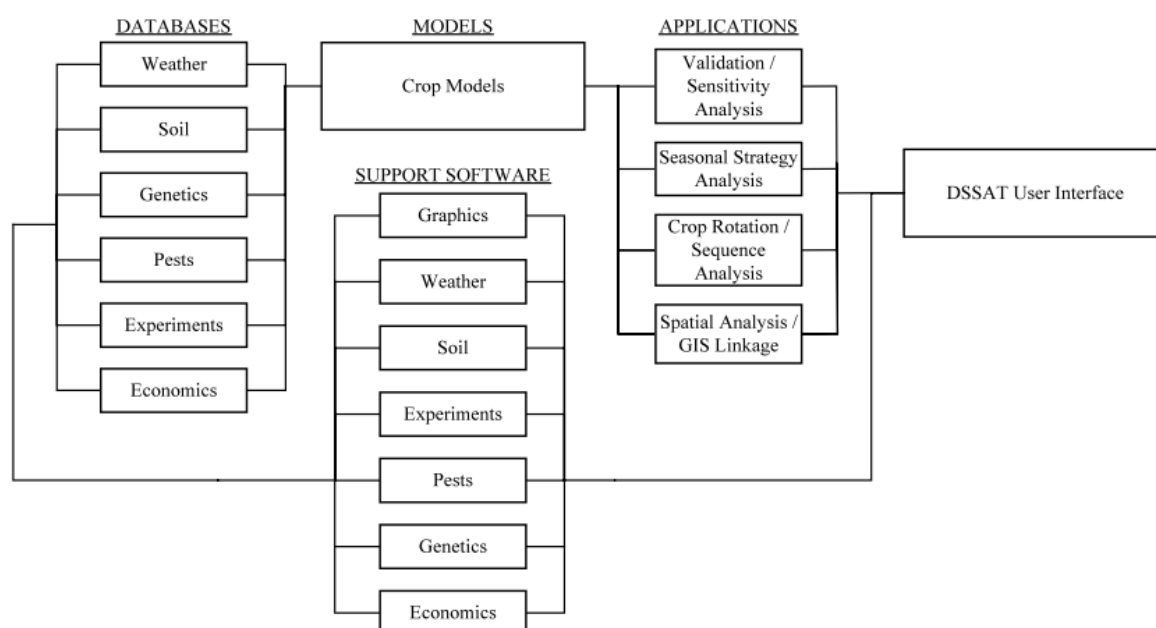 DATABASES
Weather
Soil
Genetics
Pests
Experiments
Economics
MODELS
Crop Models
SUPPORT SOFTWARE
Graphics
Weather
Soil
Experiments
Pests
Genetics
Economics
APPLICATIONS
Validation /
Sensitivity
Analysis
Seasonal Strategy
Analysis
Crop Rotation /
Sequence
Analysis
Spatial Analysis /
GIS Linkage
DSSAT User Interface